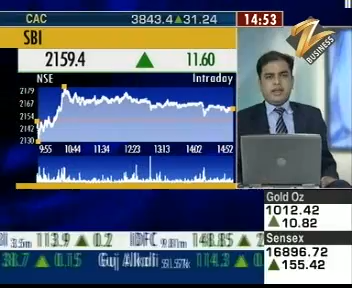 CAC 3843.4▲31.24 14:53
SBI
2159.4 ▲ 11.60
NSE Intraday
2179
2167
2154
2142
2130
9:55 10:44 11:34 12:23 13:13 14:02 14:52
Z BUSINESS
Gold Oz
1012.42
▲10.82
Sensex
16896.72
▲155.42
113.9 ▲ 0.2 IDFC 148.85 ▲
▲ 0.15 Guj Alkali 114.3 ▲